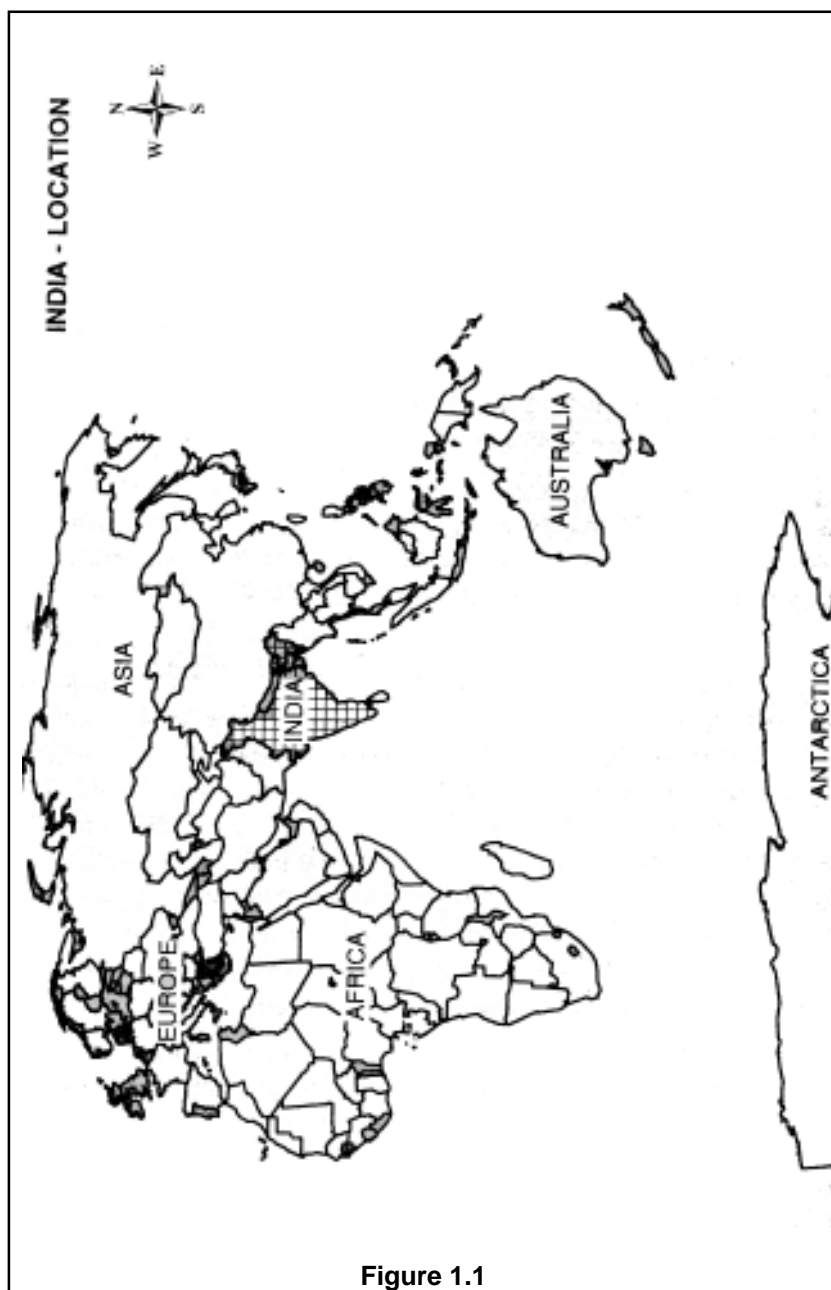 INDIA - LOCATION
N
E
W
S
ASIA
EUROPE
INDIA
AFRICA
AUSTRALIA
ANTARCTICA
Figure 1.1